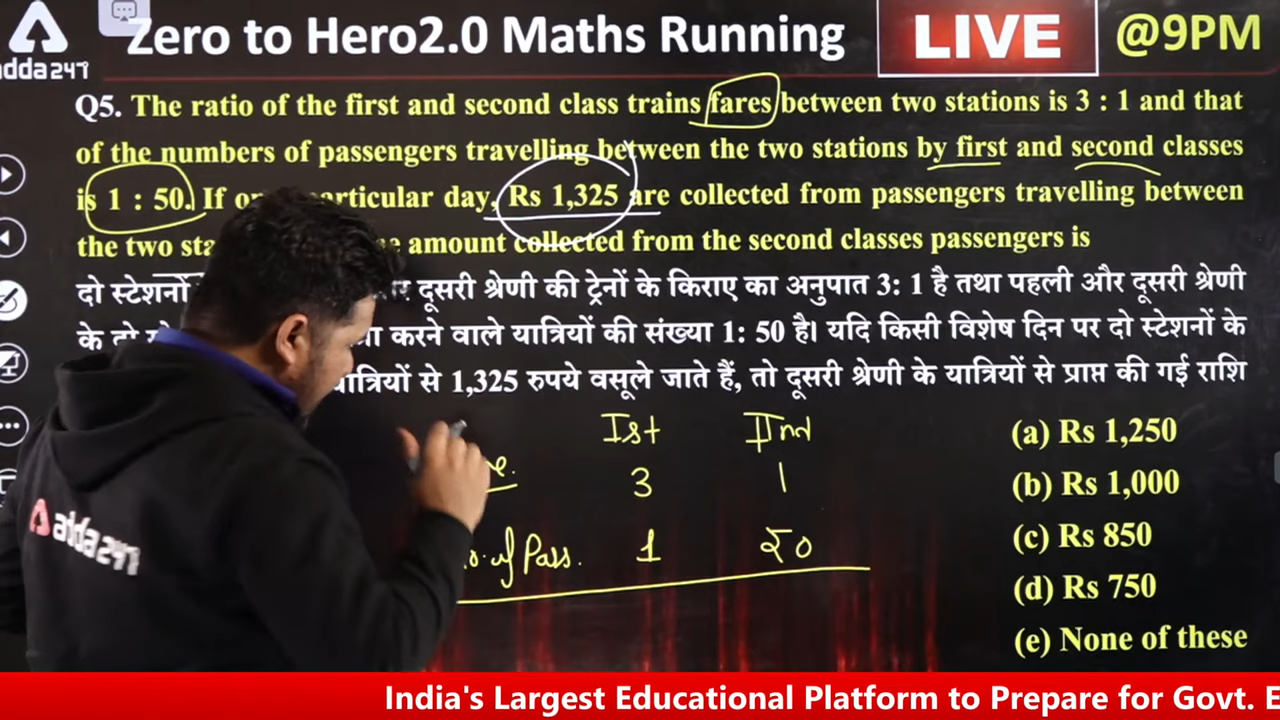 Zero to Hero2.0 Maths Running LIVE @9PM
adda247
Q5. The ratio of the first and second class trains fares between two stations is 3 : 1 and that
of the numbers of passengers travelling between the two stations by first and second classes
is 1 : 50. If on particular day, Rs 1,325 are collected from passengers travelling between
the two amount collected from the second classes passengers is
दो स्टेशनों दूसरी श्रेणी की ट्रेनों के किराए का अनुपात 3: 1 है तथा पहली और दूसरी श्रेणी
के दो करने वाले यात्रियों की संख्या 1: 50 है। यदि किसी विशेष दिन पर दो स्टेशनों के
यात्रियों से 1,325 रुपये वसूले जाते हैं, तो दूसरी श्रेणी के यात्रियों से प्राप्त की गई राशि
Ist IInd
3 1
of Pass. 1 50
(a) Rs 1,250
(b) Rs 1,000
(c) Rs 850
(d) Rs 750
(e) None of these
adda247
India's Largest Educational Platform to Prepare for Govt.